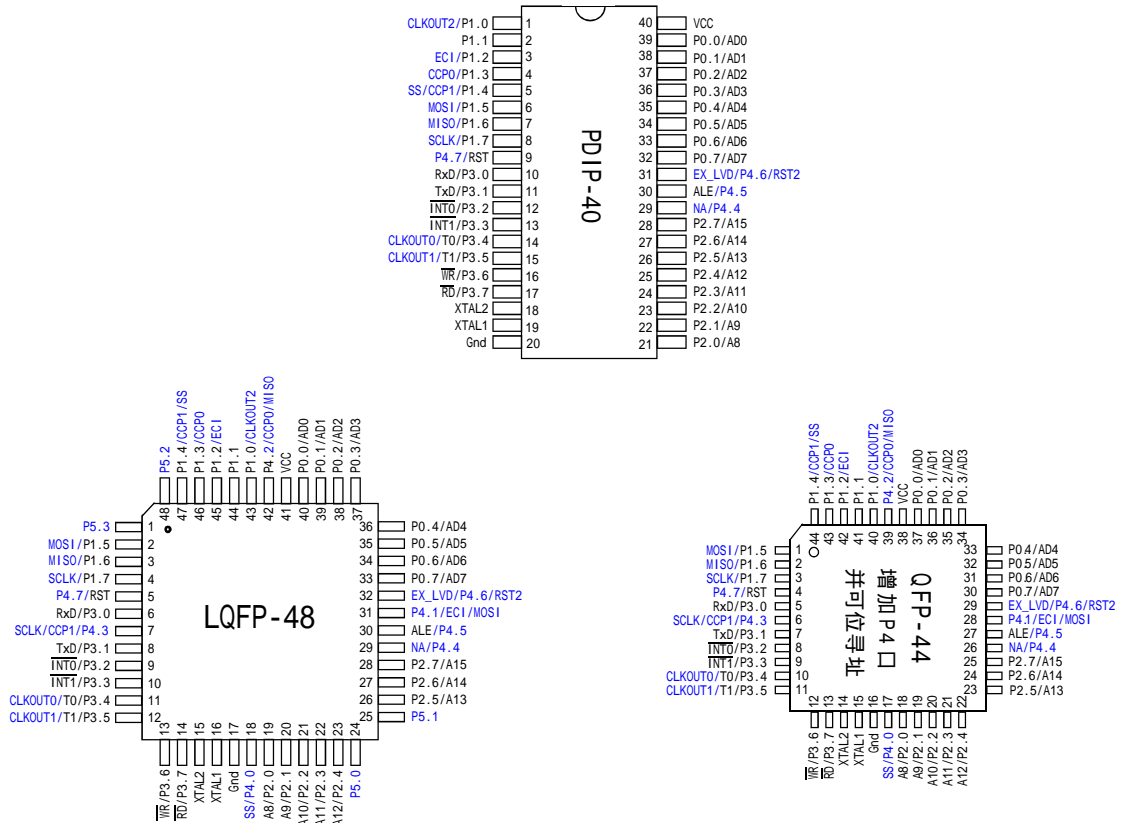 CLKOUT2/P1.0 1
P1.1 2
ECI/P1.2 3
CCP0/P1.3 4
SS/CCP1/P1.4 5
MOSI/P1.5 6
MISO/P1.6 7
SCLK/P1.7 8
P4.7/RST 9
RxD/P3.0 10
TxD/P3.1 11
INT0/P3.2 12
INT1/P3.3 13
CLKOUT0/T0/P3.4 14
CLKOUT1/T1/P3.5 15
WR/P3.6 16
RD/P3.7 17
XTAL2 18
XTAL1 19
Gnd 20
PDIP-40
40 VCC
39 P0.0/AD0
38 P0.1/AD1
37 P0.2/AD2
36 P0.3/AD3
35 P0.4/AD4
34 P0.5/AD5
33 P0.6/AD6
32 P0.7/AD7
31 EX_LVD/P4.6/RST2
30 ALE/P4.5
29 NA/P4.4
28 P2.7/A15
27 P2.6/A14
26 P2.5/A13
25 P2.4/A12
24 P2.3/A11
23 P2.2/A10
22 P2.1/A9
21 P2.0/A8
P5.2 48
P1.4/CCP1/SS 47
P1.3/CCP0 46
P1.2/ECI 45
P1.1 44
P1.0/CLKOUT2 43
P4.2/CCP0/MISO 42
VCC 41
P0.0/AD0 40
P0.1/AD1 39
P0.2/AD2 38
P0.3/AD3 37
P5.3 1
MOSI/P1.5 2
MISO/P1.6 3
SCLK/P1.7 4
P4.7/RST 5
RxD/P3.0 6
SCLK/CCP1/P4.3 7
TxD/P3.1 8
INT0/P3.2 9
INT1/P3.3 10
CLKOUT0/T0/P3.4 11
CLKOUT1/T1/P3.5 12
LQFP-48
36 P0.4/AD4
35 P0.5/AD5
34 P0.6/AD6
33 P0.7/AD7
32 EX_LVD/P4.6/RST2
31 P4.1/ECI/MOSI
30 ALE/P4.5
29 NA/P4.4
28 P2.7/A15
27 P2.6/A14
26 P2.5/A13
25 P5.1
13 WR/P3.6
14 RD/P3.7
15 XTAL2
16 XTAL1
17 Gnd
18 SS/P4.0
19 A8/P2.0
20 A9/P2.1
21 A10/P2.2
22 A11/P2.3
23 A12/P2.4
24 P5.0
P1.4/CCP1/SS 44
P1.3/CCP0 43
P1.2/ECI 42
P1.1 41
P1.0/CLKOUT2 40
P4.2/CCP0/MISO 39
VCC 38
P0.0/AD0 37
P0.1/AD1 36
P0.2/AD2 35
P0.3/AD3 34
MOSI/P1.5 1
MISO/P1.6 2
SCLK/P1.7 3
P4.7/RST 4
RxD/P3.0 5
SCLK/CCP1/P4.3 6
TxD/P3.1 7
INT0/P3.2 8
INT1/P3.3 9
CLKOUT0/T0/P3.4 10
CLKOUT1/T1/P3.5 11
QFP-44
增加P4口
并可位寻址
33 P0.4/AD4
32 P0.5/AD5
31 P0.6/AD6
30 P0.7/AD7
29 EX_LVD/P4.6/RST2
28 P4.1/ECI/MOSI
27 ALE/P4.5
26 NA/P4.4
25 P2.7/A15
24 P2.6/A14
23 P2.5/A13
12 WR/P3.6
13 RD/P3.7
14 XTAL2
15 XTAL1
16 Gnd
17 SS/P4.0
18 A8/P2.0
19 A9/P2.1
20 A10/P2.2
21 A11/P2.3
22 A12/P2.4